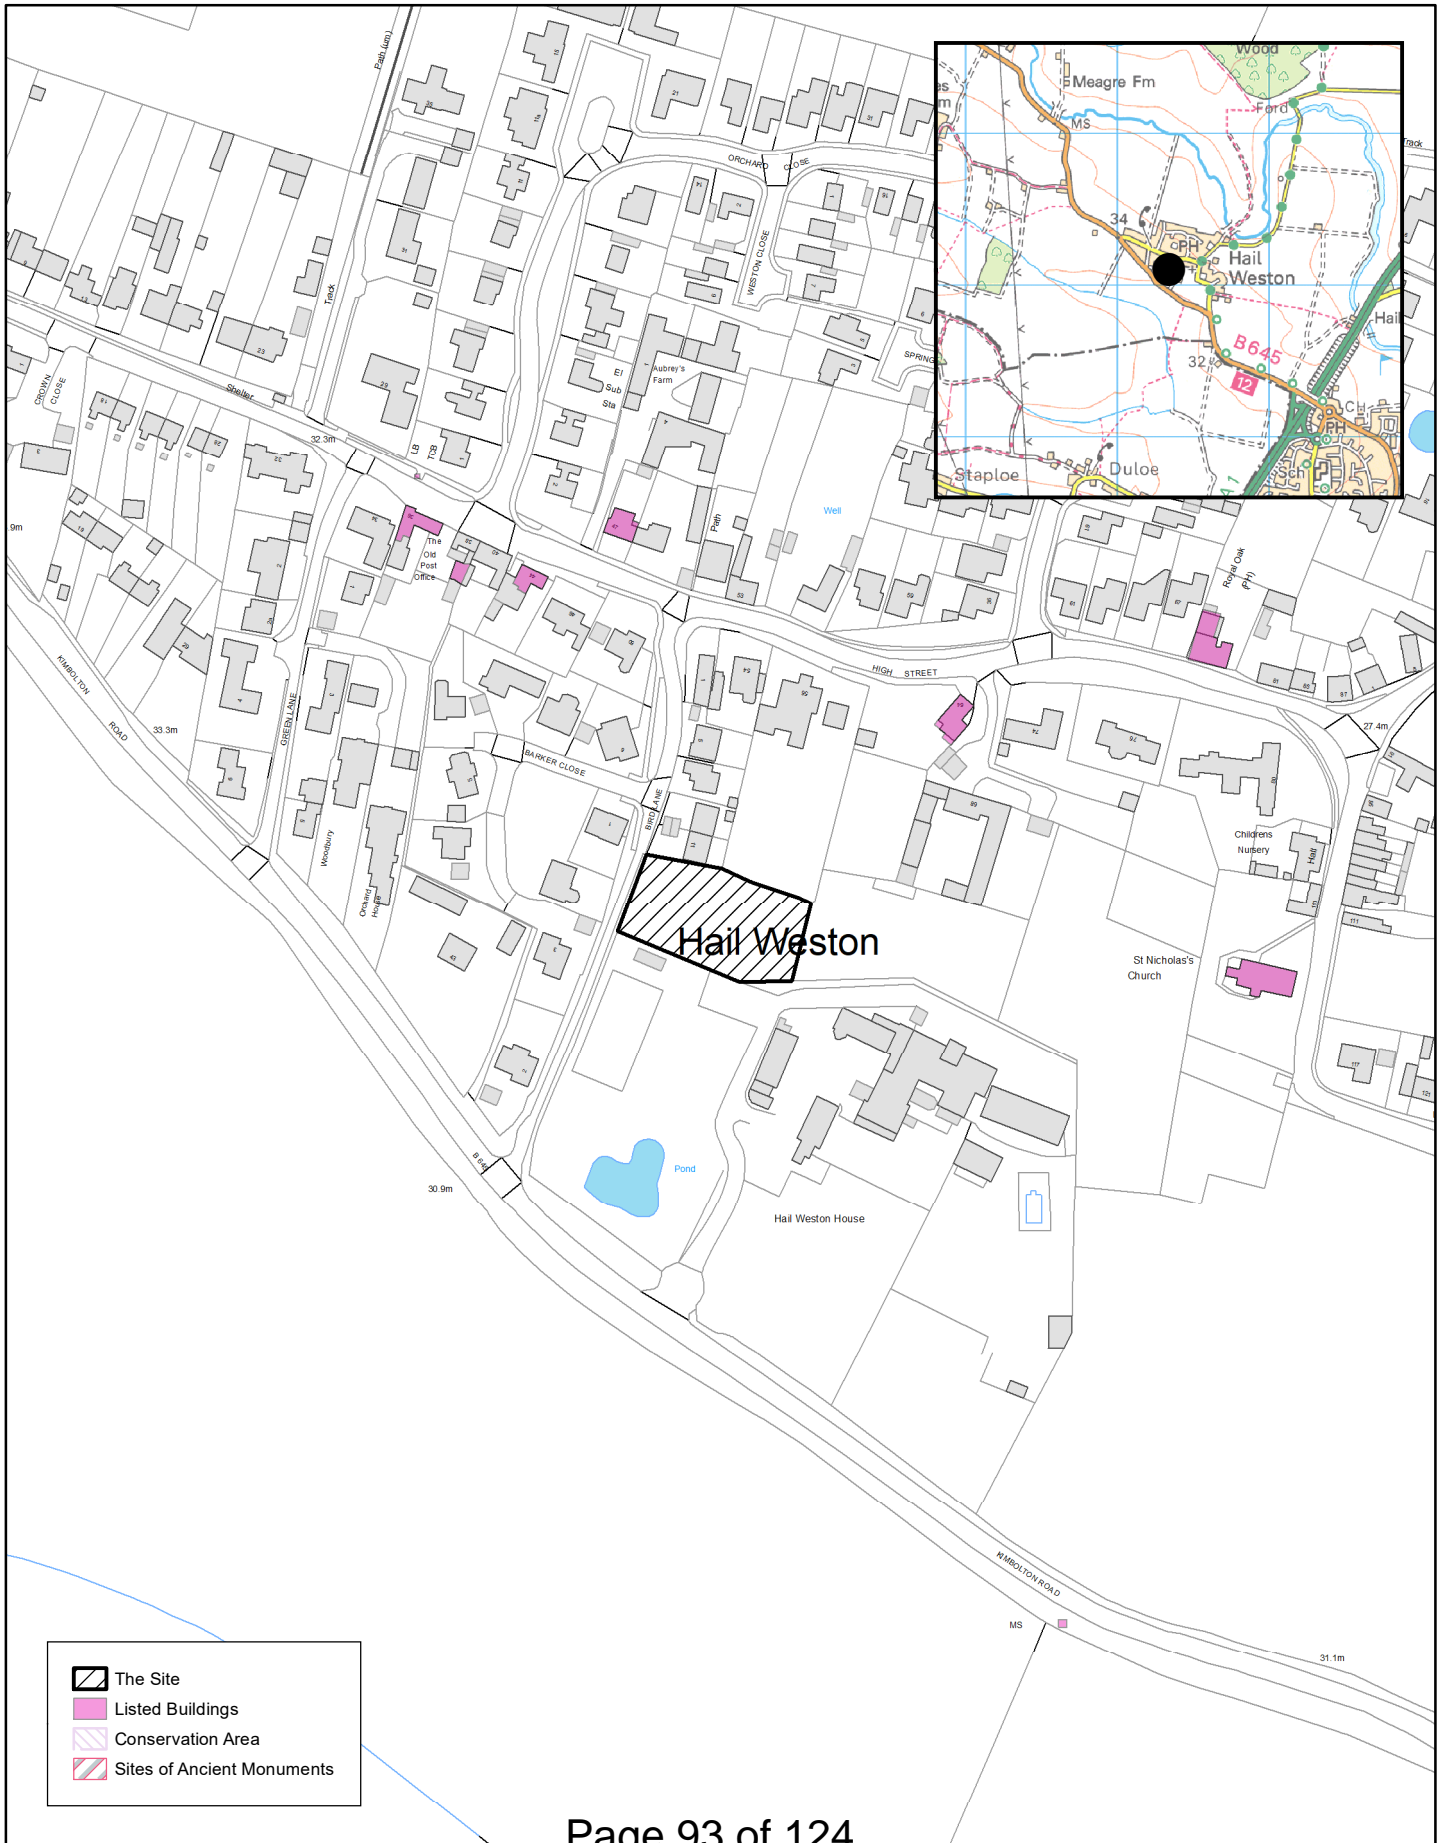 Path (um)
ORCHARD CLOSE
WESTON CLOSE
Track
SPRING
CROWN
CLOSE
Shelter
32.3m
LB
TCB
El
Sub
Sta
Aubrey's
Farm
Well
Path
The
Old
Post
Office
.9m
KIMBOLTON
ROAD
33.3m
GREEN LANE
Woodbury
Orchard
House
BARKER CLOSE
BIRD LANE
HIGH STREET
Royal Oak
(PH)
27.4m
Childrens
Nursery
Hall
St Nicholas's
Church
Hail Weston
Pond
Hail Weston House
30.9m
KIMBOLTON ROAD
MS
31.1m
Track
Wood
Meagre Fm
MS
Ford
34
PH
Hail
Weston
Hail
B645
32
12
CH
PH
Sch
A1
Staploe
Duloe
The Site
Listed Buildings
Conservation Area
Sites of Ancient Monuments
Page 93 of 124